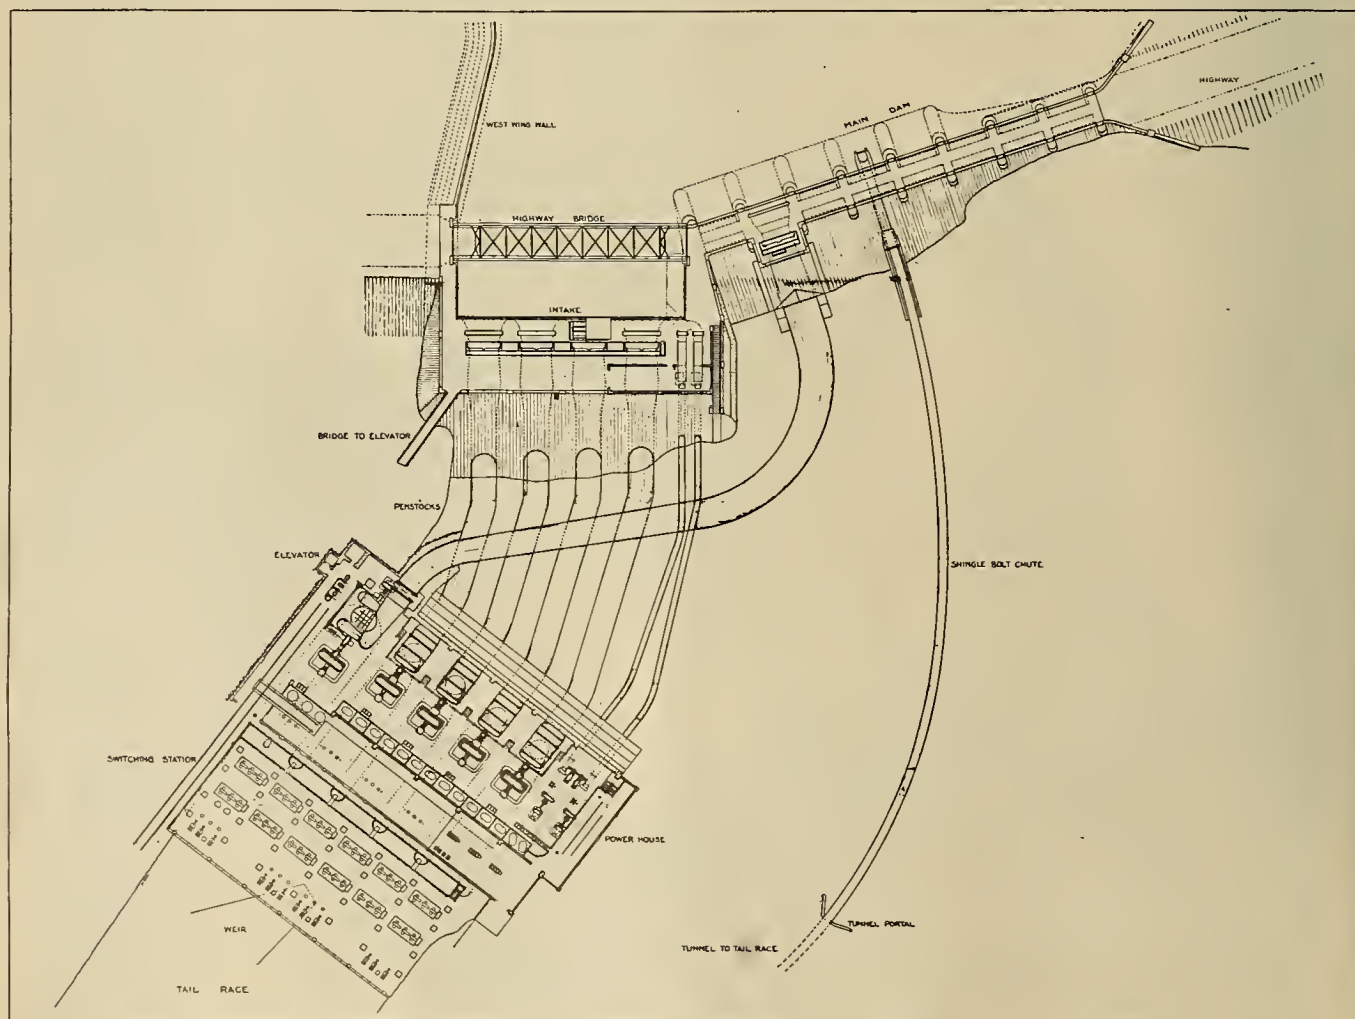 HIGHWAY
MAIN DAM
WEST WING WALL
HIGHWAY BRIDGE
INTAKE
BRIDGE TO ELEVATOR
PENSTOCKS
ELEVATOR
SHINGLE BOLT CHUTE
SWITCHING STATION
POWER HOUSE
TUNNEL PORTAL
WEIR
TUNNEL TO TAIL RACE
TAIL RACE